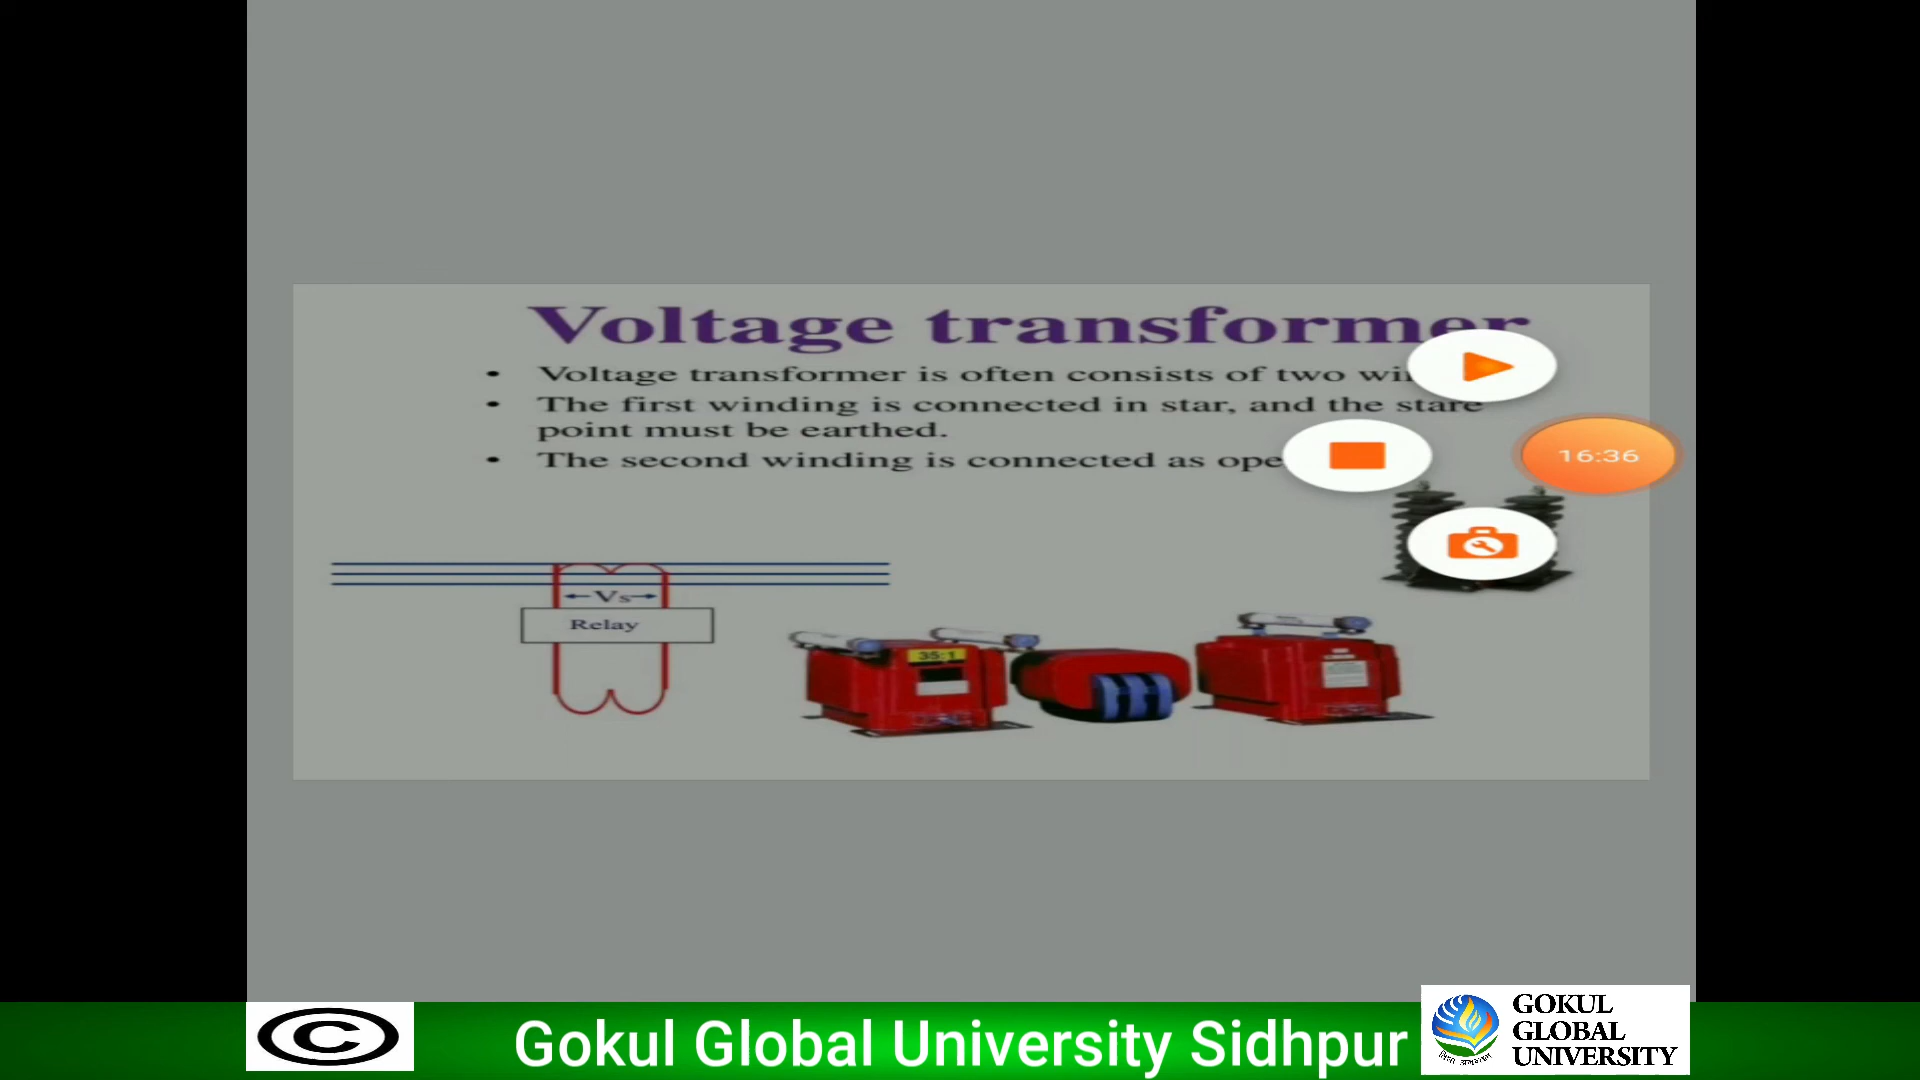 Voltage transformer
• Voltage transformer is often consists of two
• The first winding is connected in star, and the stare
point must be earthed.
• The second winding is connected as
16:36
Vs
Relay
35:1
Gokul Global University Sidhpur
GOKUL
GLOBAL
UNIVERSITY